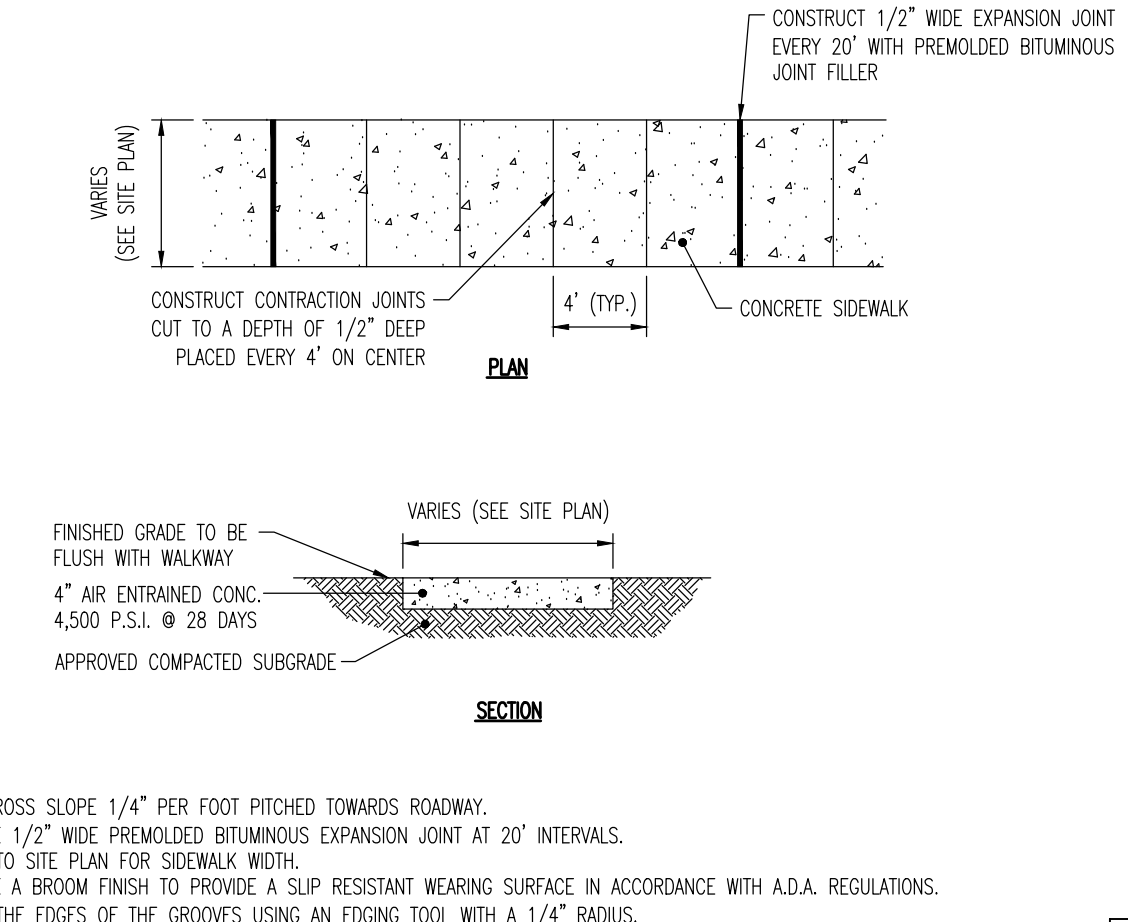 CONSTRUCT 1/2" WIDE EXPANSION JOINT
EVERY 20' WITH PREMOLDED BITUMINOUS
JOINT FILLER
VARIES
(SEE SITE PLAN)
CONSTRUCT CONTRACTION JOINTS
CUT TO A DEPTH OF 1/2" DEEP
PLACED EVERY 4' ON CENTER
4' (TYP.)
CONCRETE SIDEWALK
PLAN
VARIES (SEE SITE PLAN)
FINISHED GRADE TO BE
FLUSH WITH WALKWAY
4" AIR ENTRAINED CONC.
4,500 P.S.I. @ 28 DAYS
APPROVED COMPACTED SUBGRADE
SECTION
ROSS SLOPE 1/4" PER FOOT PITCHED TOWARDS ROADWAY.
1/2" WIDE PREMOLDED BITUMINOUS EXPANSION JOINT AT 20' INTERVALS.
TO SITE PLAN FOR SIDEWALK WIDTH.
A BROOM FINISH TO PROVIDE A SLIP RESISTANT WEARING SURFACE IN ACCORDANCE WITH A.D.A. REGULATIONS.
THE EDGES OF THE GROOVES USING AN EDGING TOOL WITH A 1/4" RADIUS.